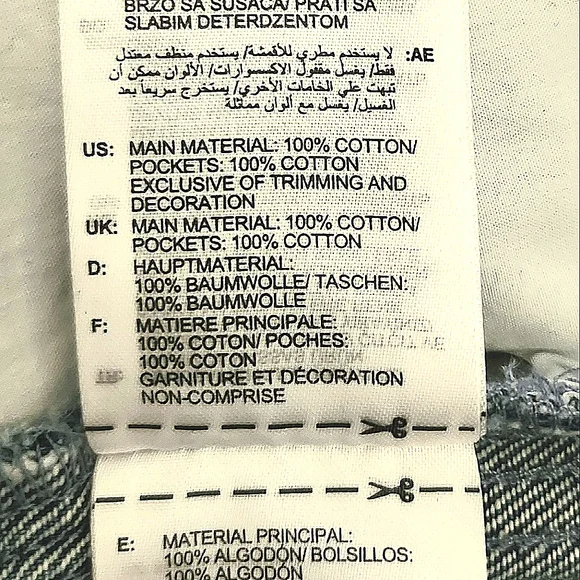 BRZO SA SUSAČA/ PRATI SA
SLABIM DETERDZENTOM
AE: لا يستخدم مطري للأقمشة/ يستخدم منظف معتدل
فقط/ يغسل مقفول الاكسسوارات/ الألوان ممكن أن
تبهت علي الخامات الأخري/ يستخرج سريعا بعد
الغسيل/ يغسل مع ألوان مماثلة
US: MAIN MATERIAL: 100% COTTON/
POCKETS: 100% COTTON
EXCLUSIVE OF TRIMMING AND
DECORATION
UK: MAIN MATERIAL: 100% COTTON/
POCKETS: 100% COTTON
D: HAUPTMATERIAL:
100% BAUMWOLLE/ TASCHEN:
100% BAUMWOLLE
F: MATIERE PRINCIPALE:
100% COTON/ POCHES:
100% COTON
GARNITURE ET DÉCORATION
NON-COMPRISE
E: MATERIAL PRINCIPAL:
100% ALGODÓN/ BOLSILLOS:
100% ALGODÓN